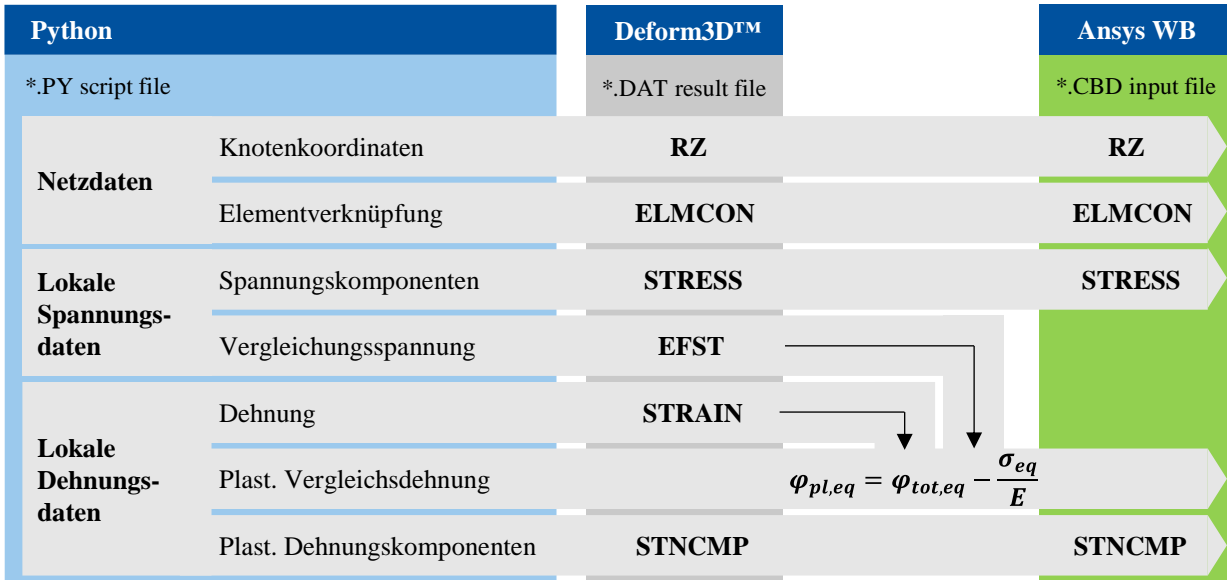 Python Deform3D™ Ansys WB
*.PY script file *.DAT result file *.CBD input file
Netzdaten
Knotenkoordinaten RZ RZ
Elementverknüpfung ELMCON ELMCON
Lokale
Spannungs-
daten
Spannungskomponenten STRESS STRESS
Vergleichungsspannung EFST
Lokale
Dehnungs-
daten
Dehnung STRAIN
Plast. Vergleichsdehnung φpl,eq = φtot,eq − σeq/E
Plast. Dehnungskomponenten STNCMP STNCMP